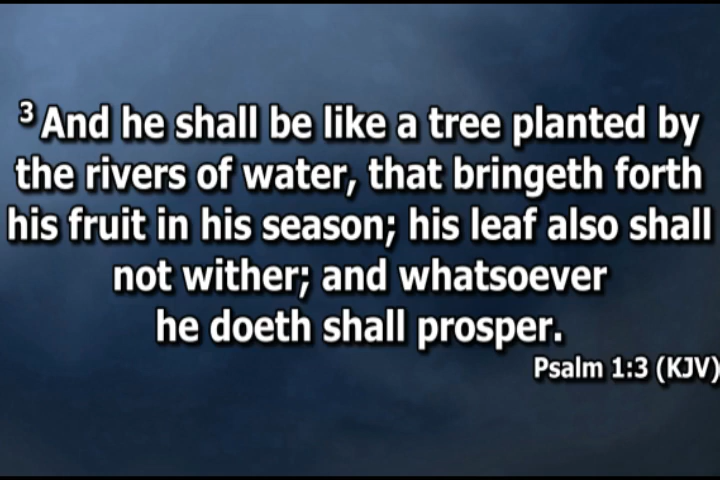 3 And he shall be like a tree planted by
the rivers of water, that bringeth forth
his fruit in his season; his leaf also shall
not wither; and whatsoever
he doeth shall prosper.
Psalm 1:3 (KJV)